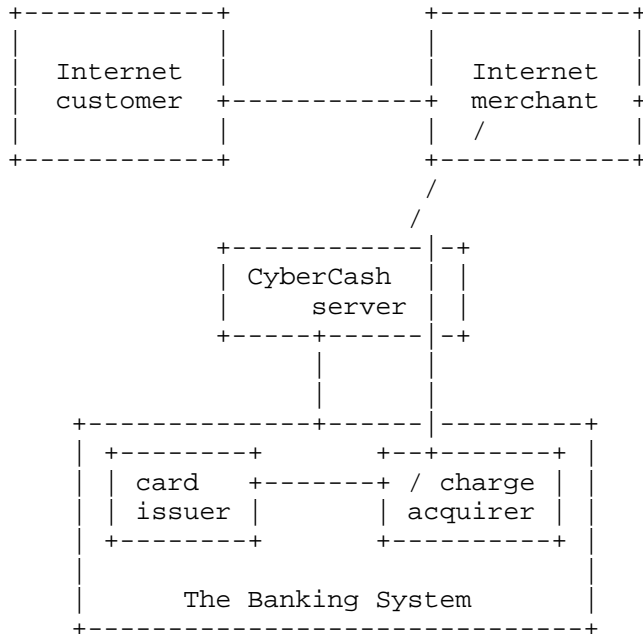 Internet Internet
customer merchant
CyberCash
server
card charge
issuer acquirer
The Banking System